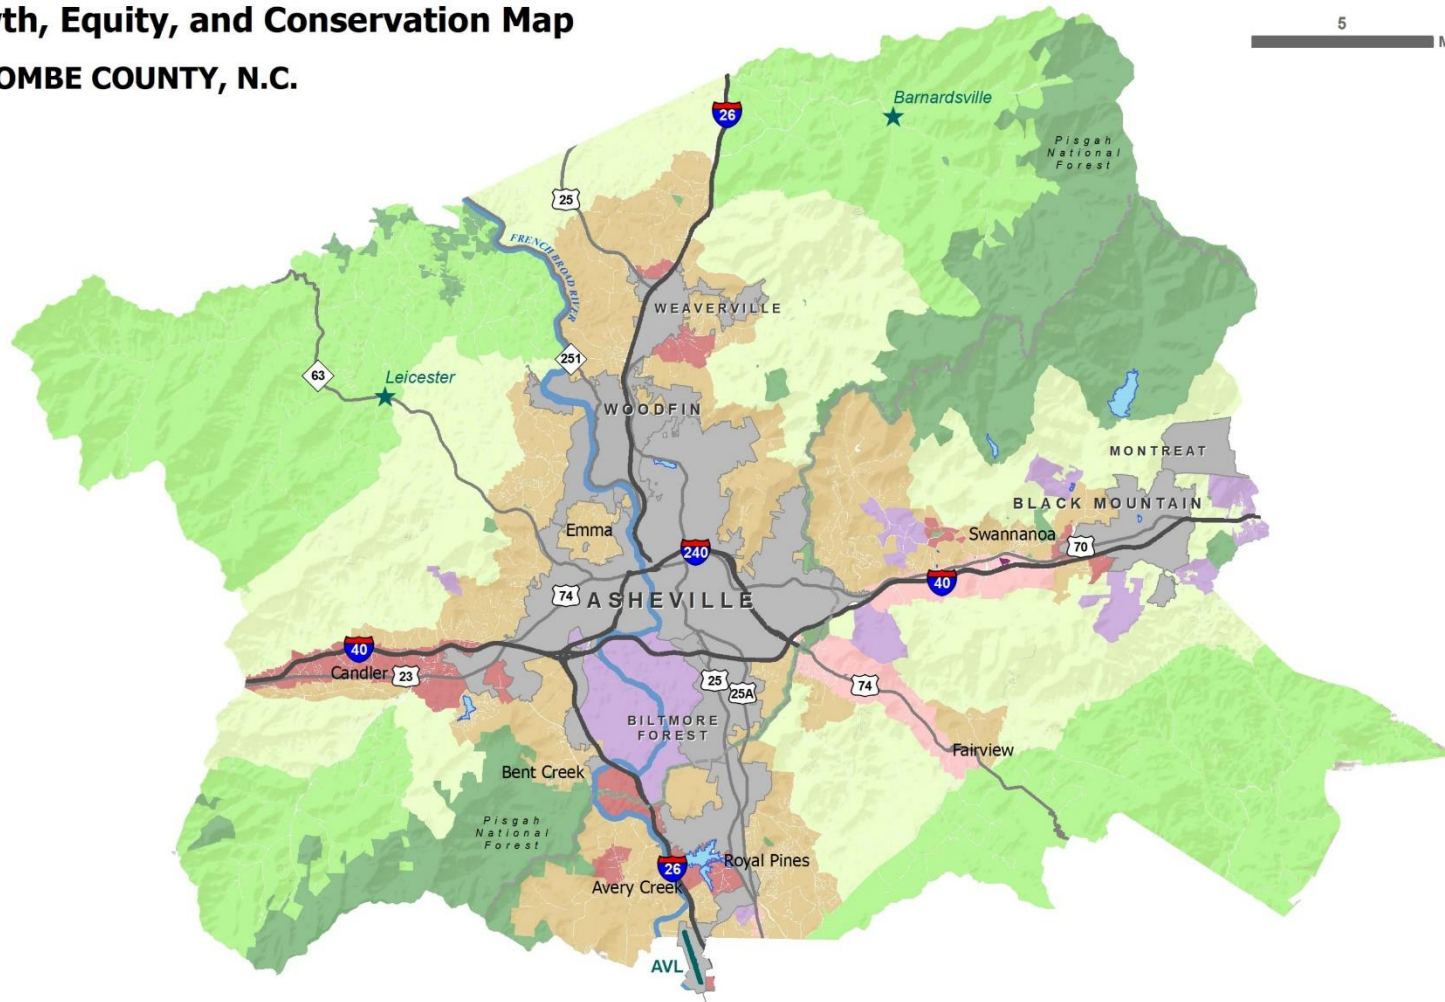 th, Equity, and Conservation Map
OMBE COUNTY, N.C.
5
M
26
Barnardsville
Pisgah
National
Forest
25
FRENCH BROAD RIVER
WEAVERVILLE
251
63
Leicester
WOODFIN
MONTREAT
BLACK MOUNTAIN
Emma
Swannanoa
70
240
40
74
ASHEVILLE
40
Candler
23
25
25A
74
BILTMORE
FOREST
Fairview
Bent Creek
Pisgah
National
Forest
Royal Pines
26
Avery Creek
AVL